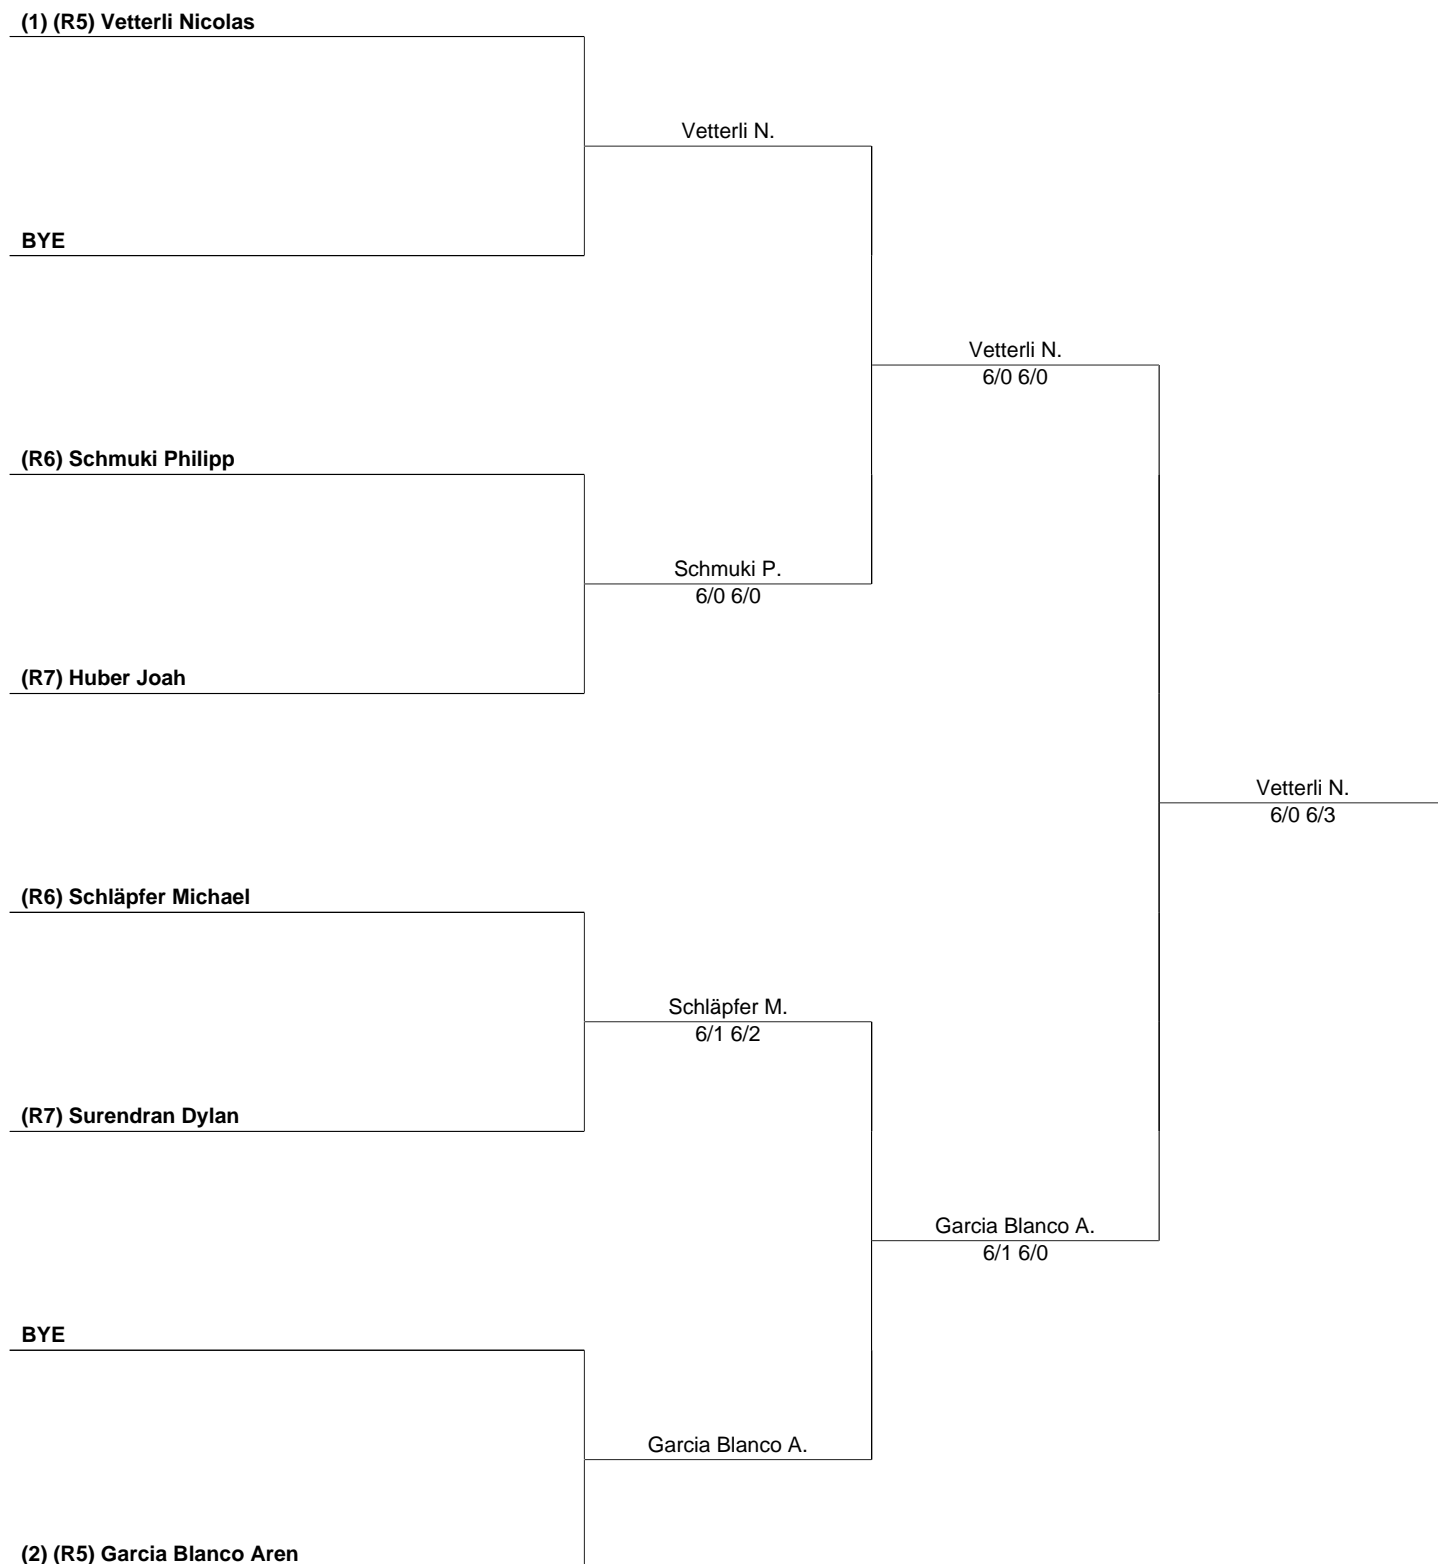 (1) (R5) Vetterli Nicolas
Vetterli N.
BYE
Vetterli N.
6/0 6/0
(R6) Schmuki Philipp
Schmuki P.
6/0 6/0
(R7) Huber Joah
Vetterli N.
6/0 6/3
(R6) Schläpfer Michael
Schläpfer M.
6/1 6/2
(R7) Surendran Dylan
Garcia Blanco A.
6/1 6/0
BYE
Garcia Blanco A.
(2) (R5) Garcia Blanco Aren